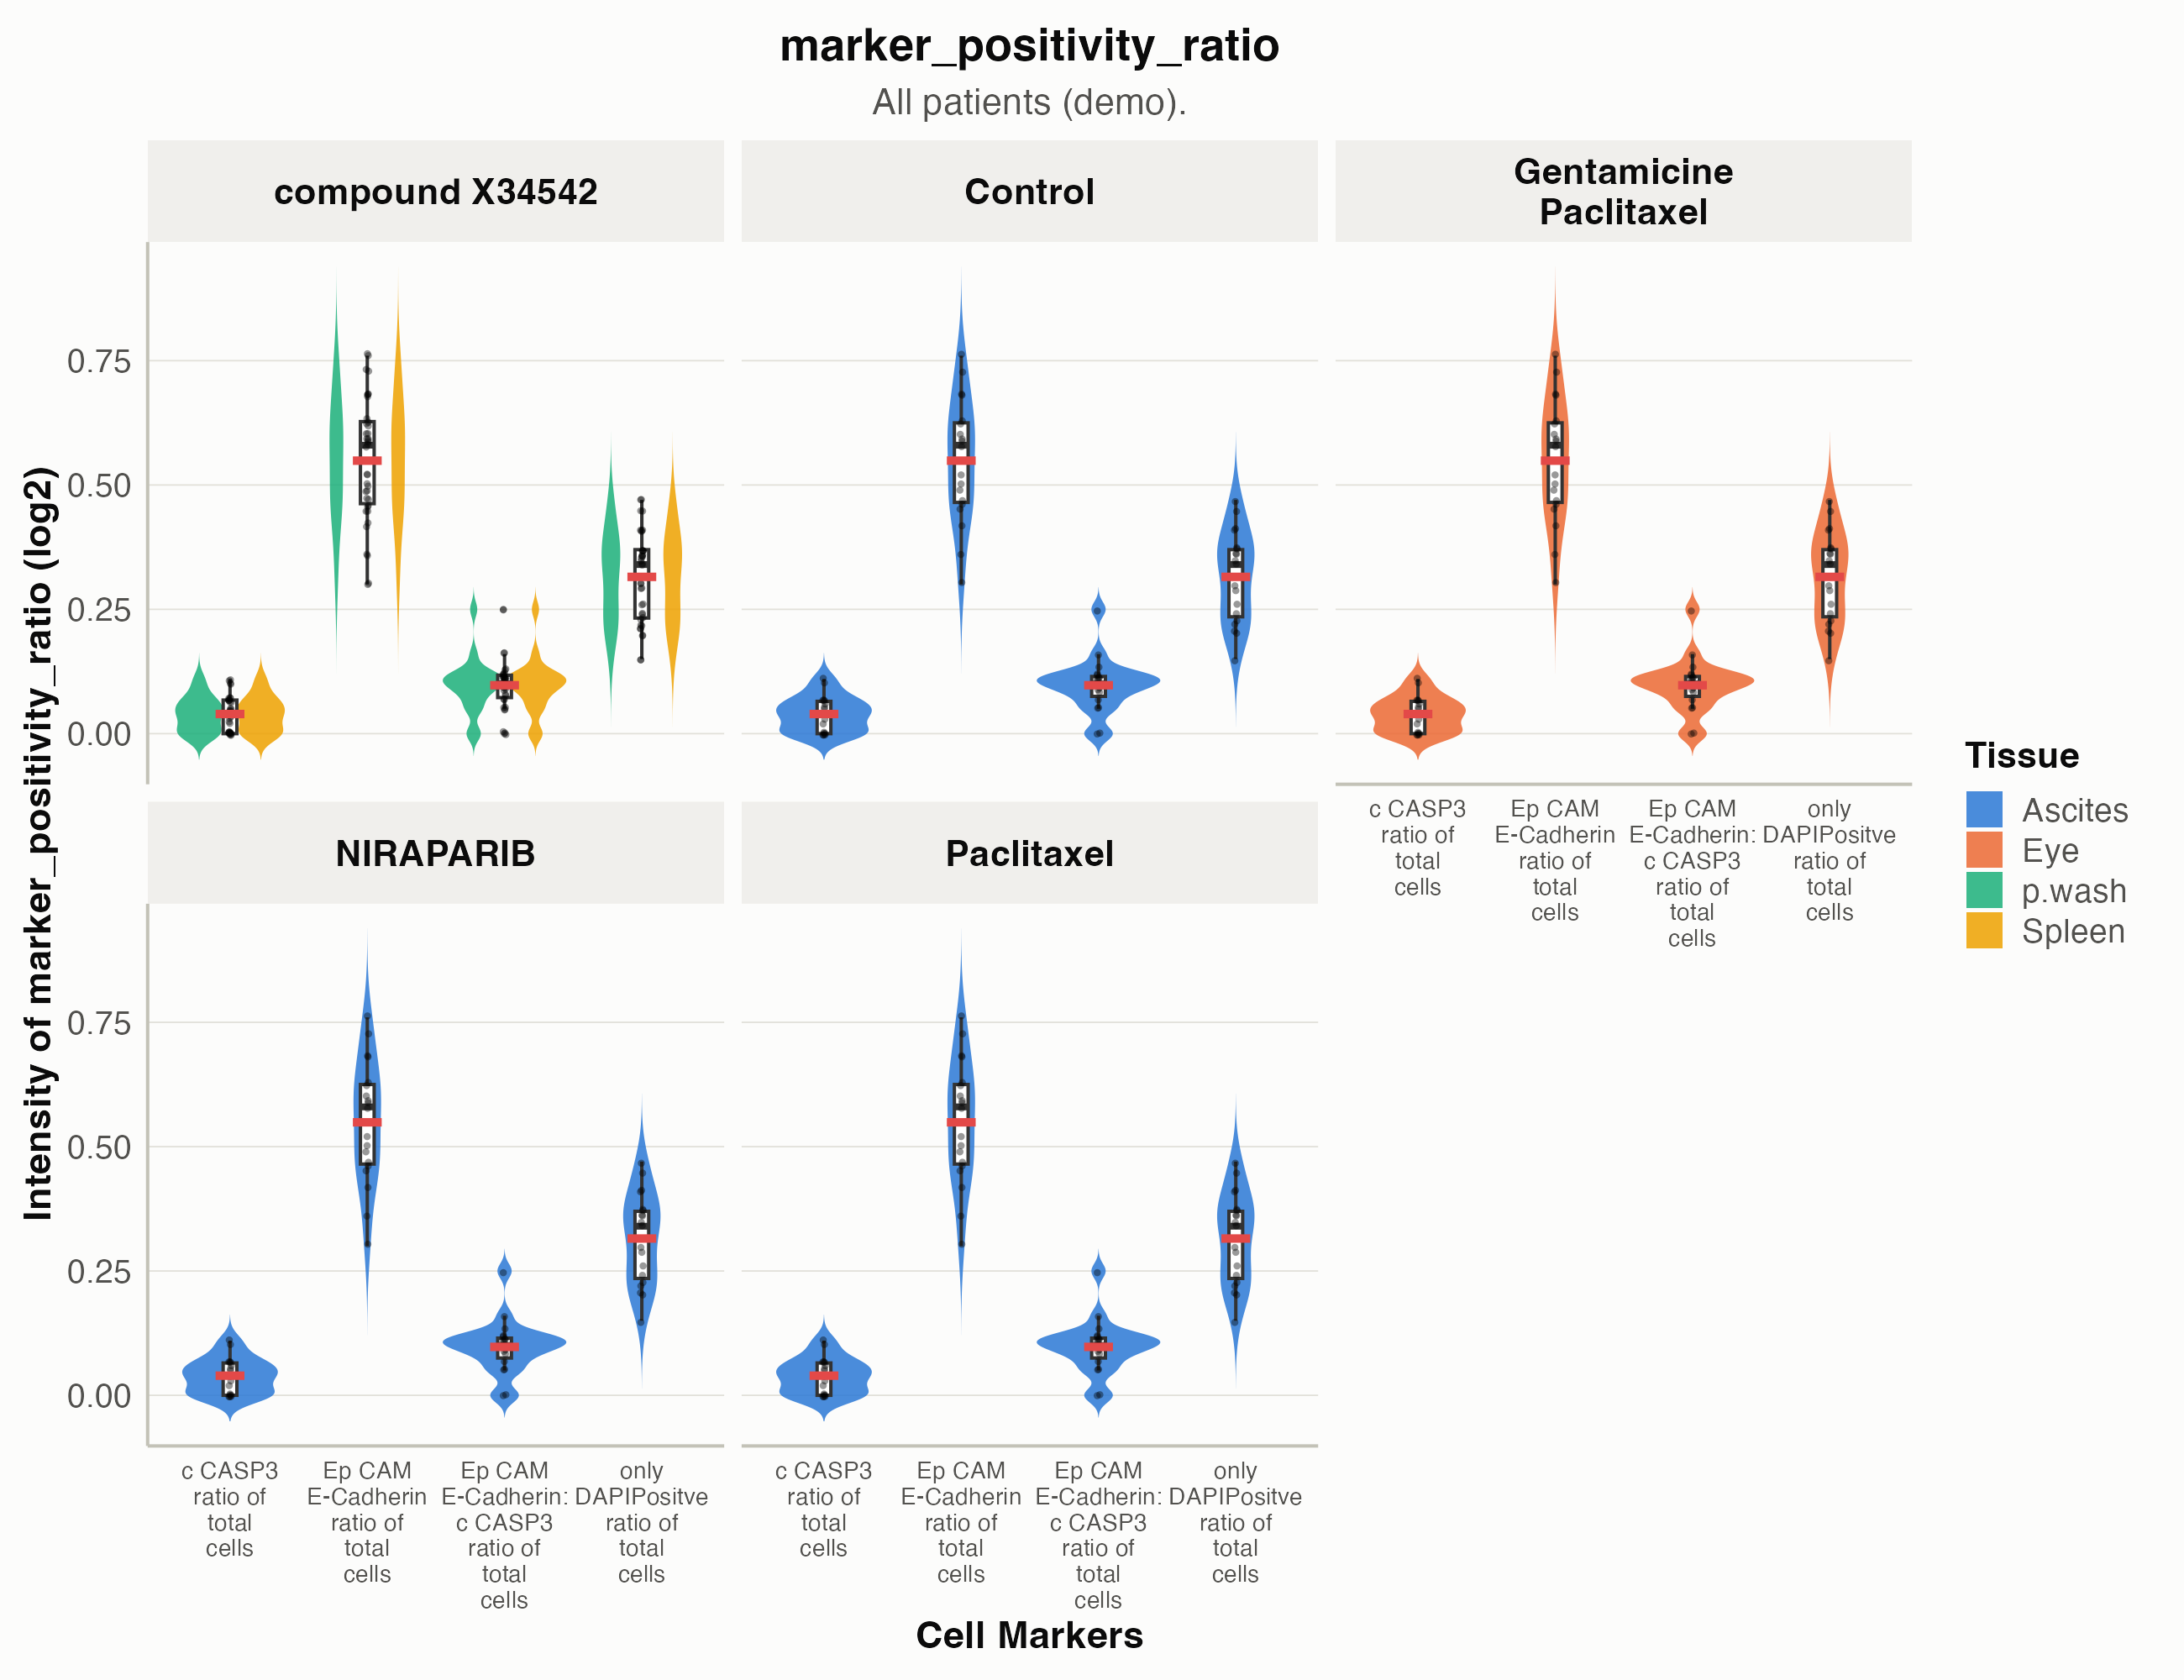 marker_positivity_ratio
All patients (demo).
compound X34542
Control
Gentamicine
Paclitaxel
Intensity of marker_positivity_ratio (log2)
0.75
0.50
0.25
0.00
c CASP3
ratio of
total
cells
Ep CAM
E-Cadherin
ratio of
total
cells
Ep CAM
E-Cadherin:
c CASP3
ratio of
total
cells
only
DAPIPositve
ratio of
total
cells
Tissue
Ascites
Eye
p.wash
Spleen
NIRAPARIB
Paclitaxel
0.75
0.50
0.25
0.00
c CASP3
ratio of
total
cells
Ep CAM
E-Cadherin
ratio of
total
cells
Ep CAM
E-Cadherin:
c CASP3
ratio of
total
cells
only
DAPIPositve
ratio of
total
cells
c CASP3
ratio of
total
cells
Ep CAM
E-Cadherin
ratio of
total
cells
Ep CAM
E-Cadherin:
c CASP3
ratio of
total
cells
only
DAPIPositve
ratio of
total
cells
Cell Markers